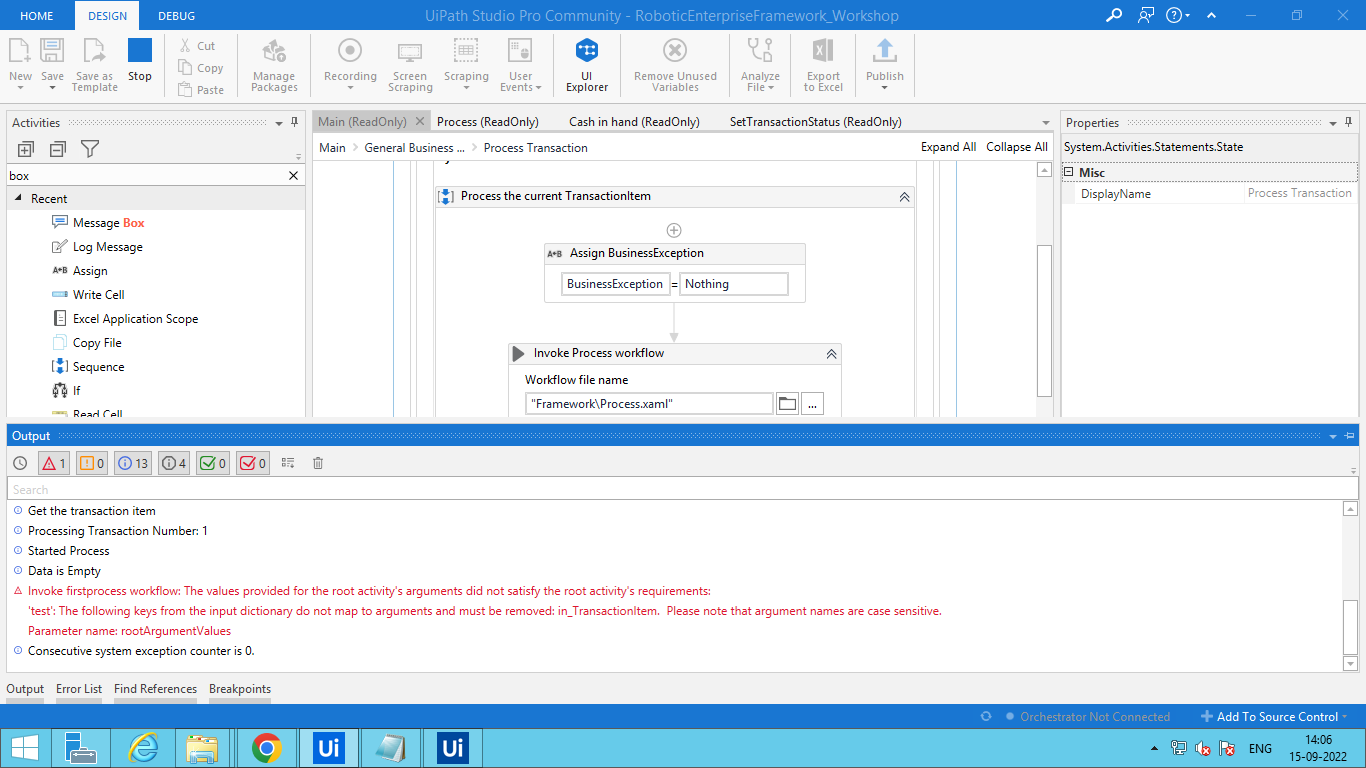 HOME DESIGN DEBUG UiPath Studio Pro Community - RoboticEnterpriseFramework_Workshop
New Save Save as Template Stop
Cut
Copy
Paste
Manage Packages
Recording
Screen Scraping
Scraping
User Events
UI Explorer
Remove Unused Variables
Analyze File
Export to Excel
Publish
Activities
box
Recent
Message Box
Log Message
A*B Assign
Write Cell
Excel Application Scope
Copy File
Sequence
If
Read Cell
Main (ReadOnly) Process (ReadOnly) Cash in hand (ReadOnly) SetTransactionStatus (ReadOnly)
Main > General Business ... > Process Transaction Expand All Collapse All
Process the current TransactionItem
A*B Assign BusinessException
BusinessException = Nothing
Invoke Process workflow
Workflow file name
"Framework\Process.xaml" ...
Properties
System.Activities.Statements.State
Misc
DisplayName Process Transaction
Output
1 0 13 4 0 0
Search
Get the transaction item
Processing Transaction Number: 1
Started Process
Data is Empty
Invoke firstprocess workflow: The values provided for the root activity's arguments did not satisfy the root activity's requirements:
'test': The following keys from the input dictionary do not map to arguments and must be removed: in_TransactionItem.  Please note that argument names are case sensitive.
Parameter name: rootArgumentValues
Consecutive system exception counter is 0.
Output Error List Find References Breakpoints
Orchestrator Not Connected Add To Source Control
Ui Ui ENG 14:06
15-09-2022